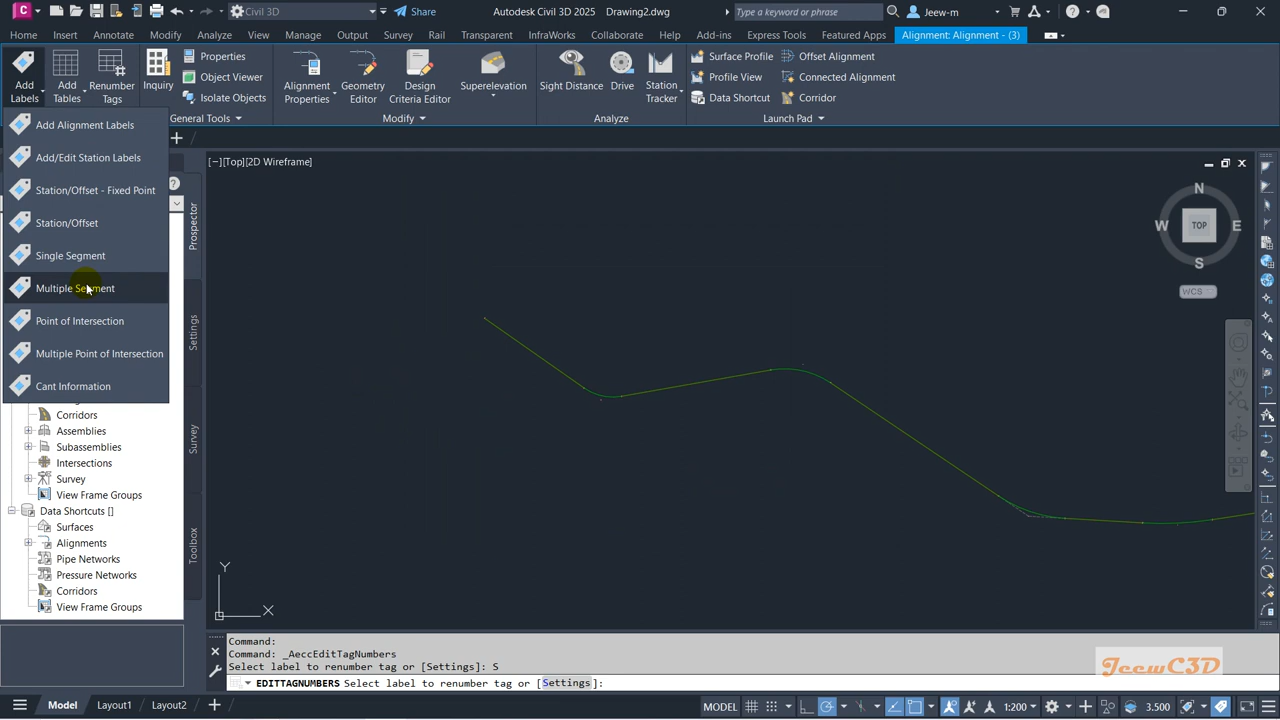 C
Civil 3D
Share
Autodesk Civil 3D 2025 Drawing2.dwg
Type a keyword or phrase
Jeew-m
Home Insert Annotate Modify Analyze View Manage Output Survey Rail Transparent InfraWorks Collaborate Help Add-ins Express Tools Featured Apps Alignment: Alignment - (3)
Add Labels
Add Tables
Renumber Tags
Inquiry
Properties
Object Viewer
Isolate Objects
Alignment Properties
Geometry Editor
Design Criteria Editor
Superelevation
Sight Distance
Drive
Station Tracker
Surface Profile
Profile View
Data Shortcut
Offset Alignment
Connected Alignment
Corridor
General Tools
Modify
Analyze
Launch Pad
Add Alignment Labels
Add/Edit Station Labels
Station/Offset - Fixed Point
Station/Offset
Single Segment
Multiple Segment
Point of Intersection
Multiple Point of Intersection
Cant Information
Corridors
Assemblies
Subassemblies
Intersections
Survey
View Frame Groups
Data Shortcuts []
Surfaces
Alignments
Pipe Networks
Pressure Networks
Corridors
View Frame Groups
Prospector
Settings
Survey
Toolbox
[−][Top][2D Wireframe]
N
W
TOP
E
S
WCS
Y
X
Command:
Command: _AeccEditTagNumbers
Select label to renumber tag or [Settings]: S
EDITTAGNUMBERS Select label to renumber tag or [Settings]:
JeewC3D
Model Layout1 Layout2
MODEL
1:200
3.500